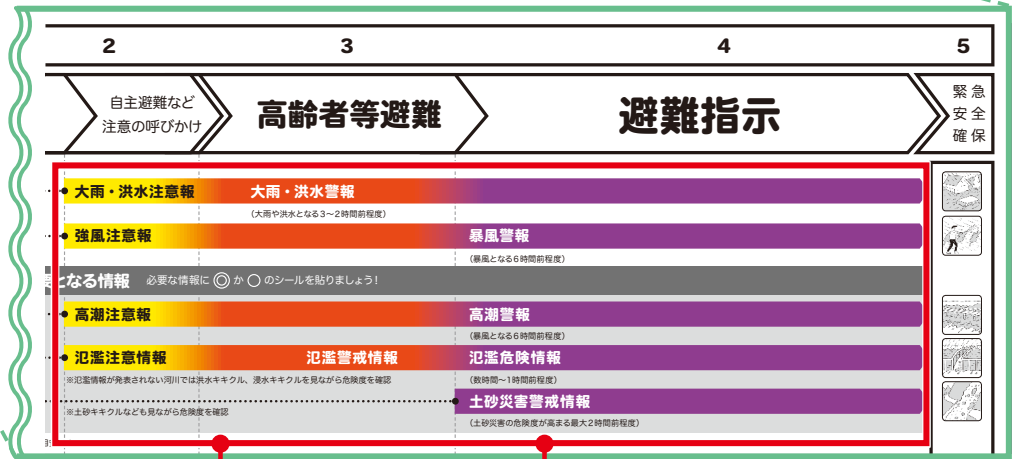 2 3 4 5
自主避難など
注意の呼びかけ
高齢者等避難
避難指示
緊急
安全
確保
大雨・洪水注意報 大雨・洪水警報
(大雨や洪水となる3〜2時間前程度)
強風注意報 暴風警報
(暴風となる6時間前程度)
となる情報 必要な情報に◎か○のシールを貼りましょう!
高潮注意報 高潮警報
(暴風となる6時間前程度)
氾濫注意情報 氾濫警戒情報 氾濫危険情報
※氾濫情報が発表されない河川では洪水キキクル、浸水キキクルを見ながら危険度を確認 (数時間〜1時間前程度)
土砂災害警戒情報
※土砂キキクルなども見ながら危険度を確認
(土砂災害の危険度が高まる最大2時間前程度)